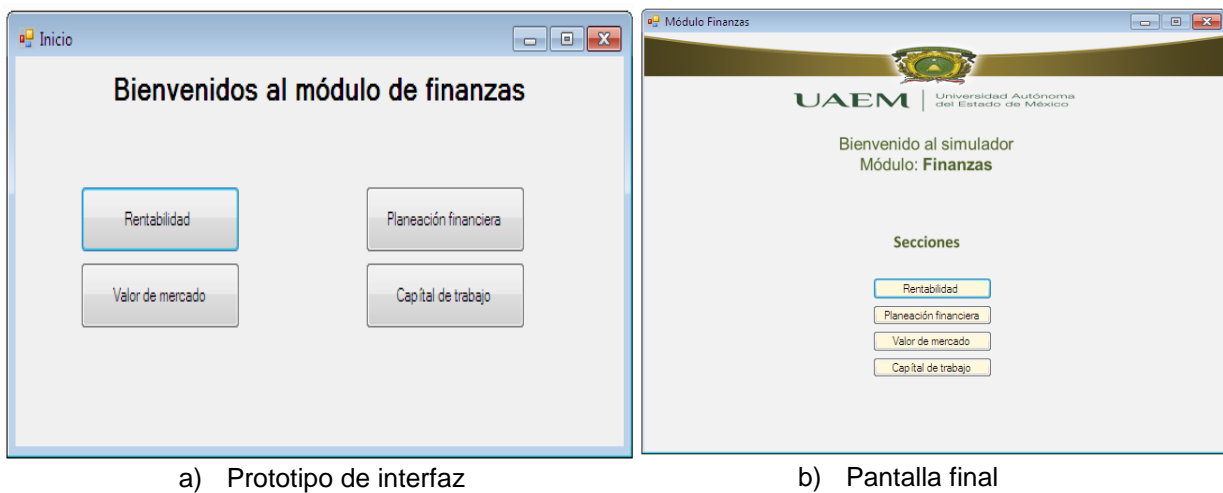 Inicio
Bienvenidos al módulo de finanzas
Rentabilidad
Planeación financiera
Valor de mercado
Capítal de trabajo
a) Prototipo de interfaz
Módulo Finanzas
UAEM | Universidad Autónoma
del Estado de México
Bienvenido al simulador
Módulo: Finanzas
Secciones
Rentabilidad
Planeación financiera
Valor de mercado
Capítal de trabajo
b) Pantalla final